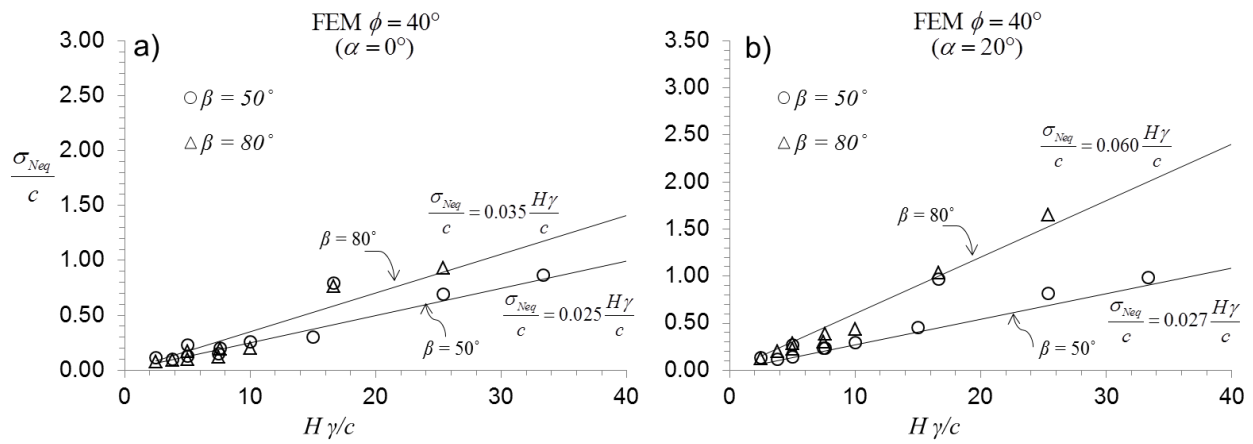 FEM ϕ = 40°
(α = 0°)
a)
3.00
2.50
2.00
1.50
1.00
0.50
0.00
σNeq/c
β = 50°
β = 80°
σNeq/c = 0.035 Hγ/c
β = 80°
σNeq/c = 0.025 Hγ/c
β = 50°
0 10 20 30 40
H γ/c
FEM ϕ = 40°
(α = 20°)
b)
3.50
3.00
2.50
2.00
1.50
1.00
0.50
0.00
β = 50°
β = 80°
σNeq/c = 0.060 Hγ/c
β = 80°
σNeq/c = 0.027 Hγ/c
β = 50°
0 10 20 30 40
H γ/c